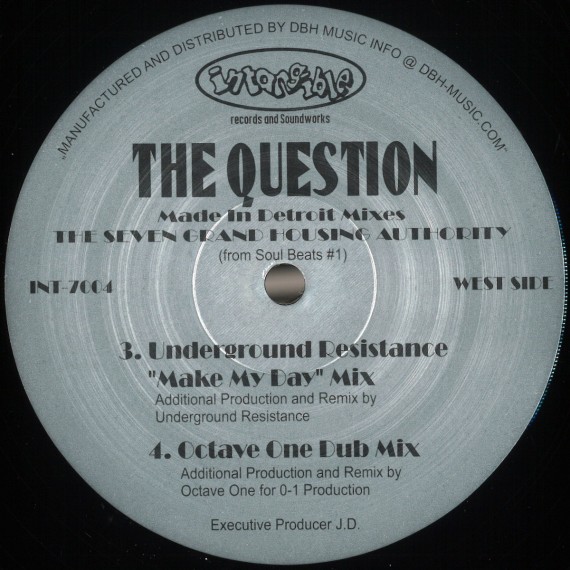 "MANUFACTURED AND DISTRIBUTED BY DBH MUSIC INFO @ DBH-MUSIC.COM"
intangible
records and Soundworks
THE QUESTION
Made In Detroit Mixes
THE SEVEN GRAND HOUSING AUTHORITY
(from Soul Beats #1)
INT-7004
WEST SIDE
3. Underground Resistance
"Make My Day" Mix
Additional Production and Remix by
Underground Resistance
4. Octave One Dub Mix
Additional Production and Remix by
Octave One for 0-1 Production
Executive Producer J.D.